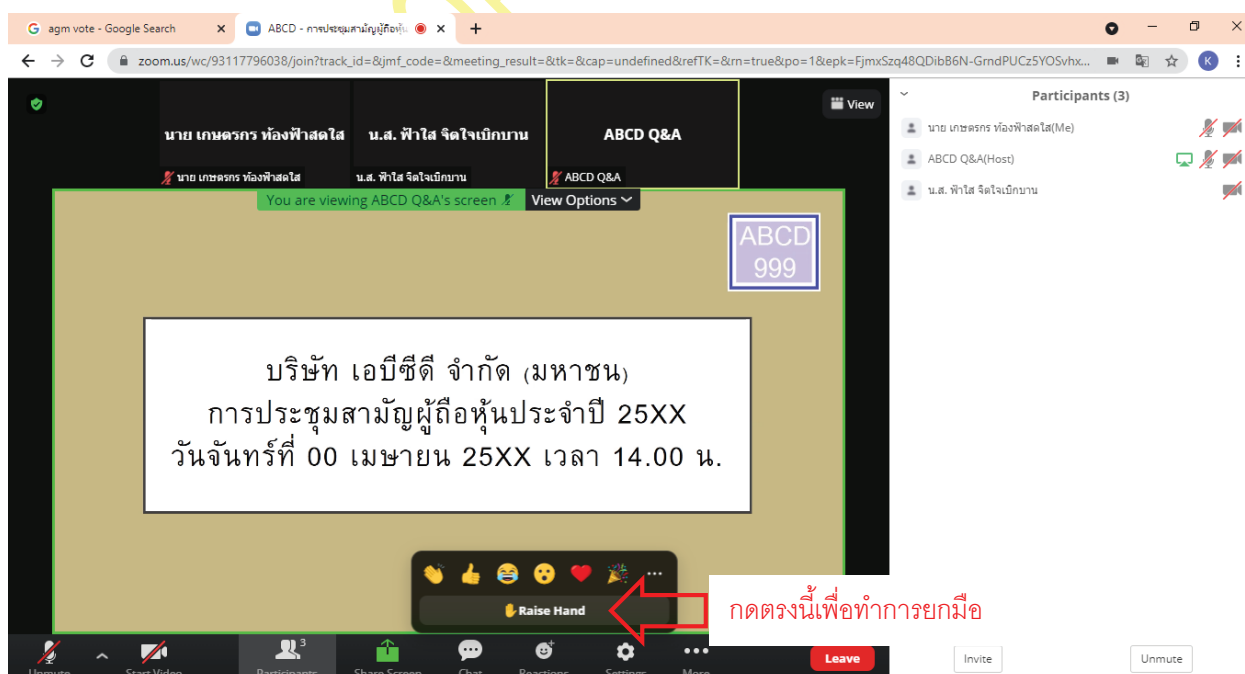 agm vote - Google Search
ABCD - การประชุมสามัญผู้ถือหุ้น
zoom.us/wc/93117796038/join?track_id=&jmf_code=&meeting_result=&tk=&cap=undefined&refTK=&rn=true&po=1&epk=FjmxSzq48QDibB6N-GrndPUCz5YOSvhx...
K
นาย เกษตรกร ท้องฟ้าสดใส
น.ส. ฟ้าใส จิตใจเบิกบาน
ABCD Q&A
View
นาย เกษตรกร ท้องฟ้าสดใส
น.ส. ฟ้าใส จิตใจเบิกบาน
ABCD Q&A
You are viewing ABCD Q&A's screen
View Options
Participants (3)
นาย เกษตรกร ท้องฟ้าสดใส(Me)
ABCD Q&A(Host)
น.ส. ฟ้าใส จิตใจเบิกบาน
ABCD
999
บริษัท เอบีซีดี จำกัด (มหาชน)
การประชุมสามัญผู้ถือหุ้นประจำปี 25XX
วันจันทร์ที่ 00 เมษายน 25XX เวลา 14.00 น.
Raise Hand
กดตรงนี้เพื่อทำการยกมือ
3
Unmute
Start Video
Participants
Share Screen
Chat
Reactions
Settings
More
Leave
Invite
Unmute